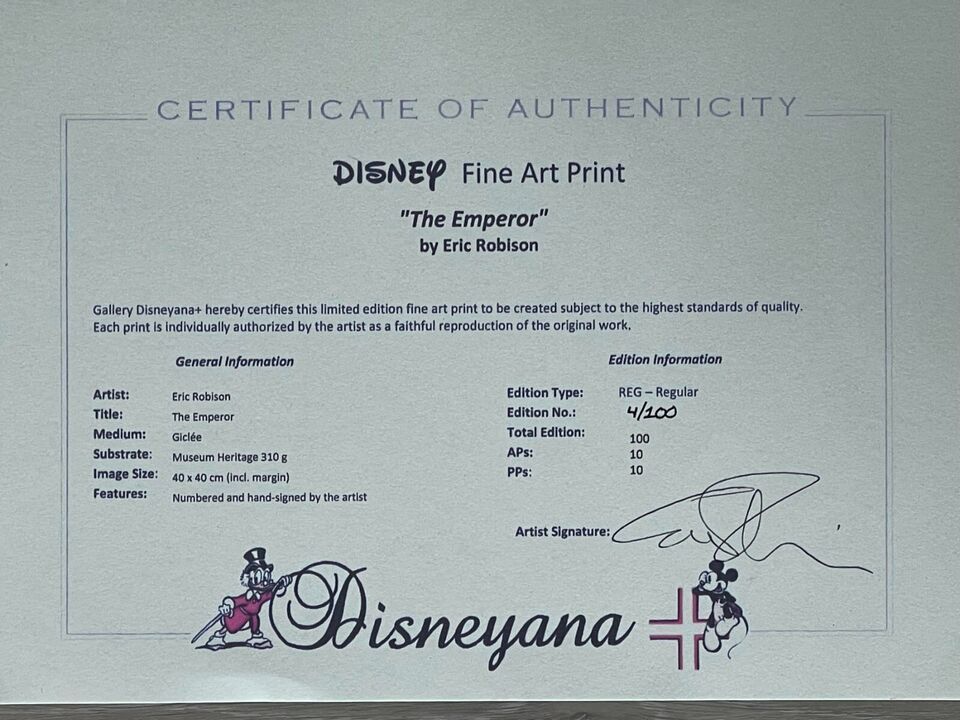 CERTIFICATE OF AUTHENTICITY
DISNEY Fine Art Print
"The Emperor"
by Eric Robison
Gallery Disneyana+ hereby certifies this limited edition fine art print to be created subject to the highest standards of quality.
Each print is individually authorized by the artist as a faithful reproduction of the original work.
General Information
Artist: Eric Robison
Title: The Emperor
Medium: Giclée
Substrate: Museum Heritage 310 g
Image Size: 40 x 40 cm (incl. margin)
Features: Numbered and hand-signed by the artist
Edition Information
Edition Type: REG – Regular
Edition No.: 4/100
Total Edition: 100
APs: 10
PPs: 10
Artist Signature:
Disneyana+